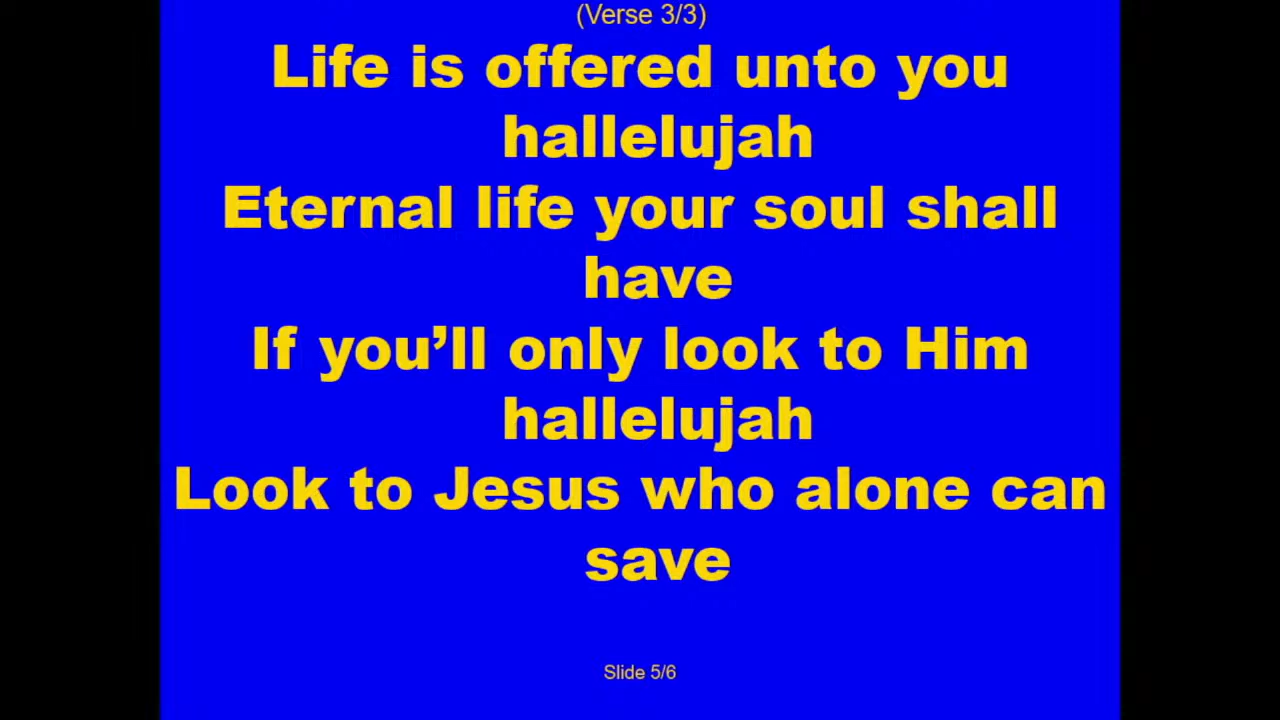 (Verse 3/3)
Life is offered unto you
hallelujah
Eternal life your soul shall
have
If you’ll only look to Him
hallelujah
Look to Jesus who alone can
save
Slide 5/6